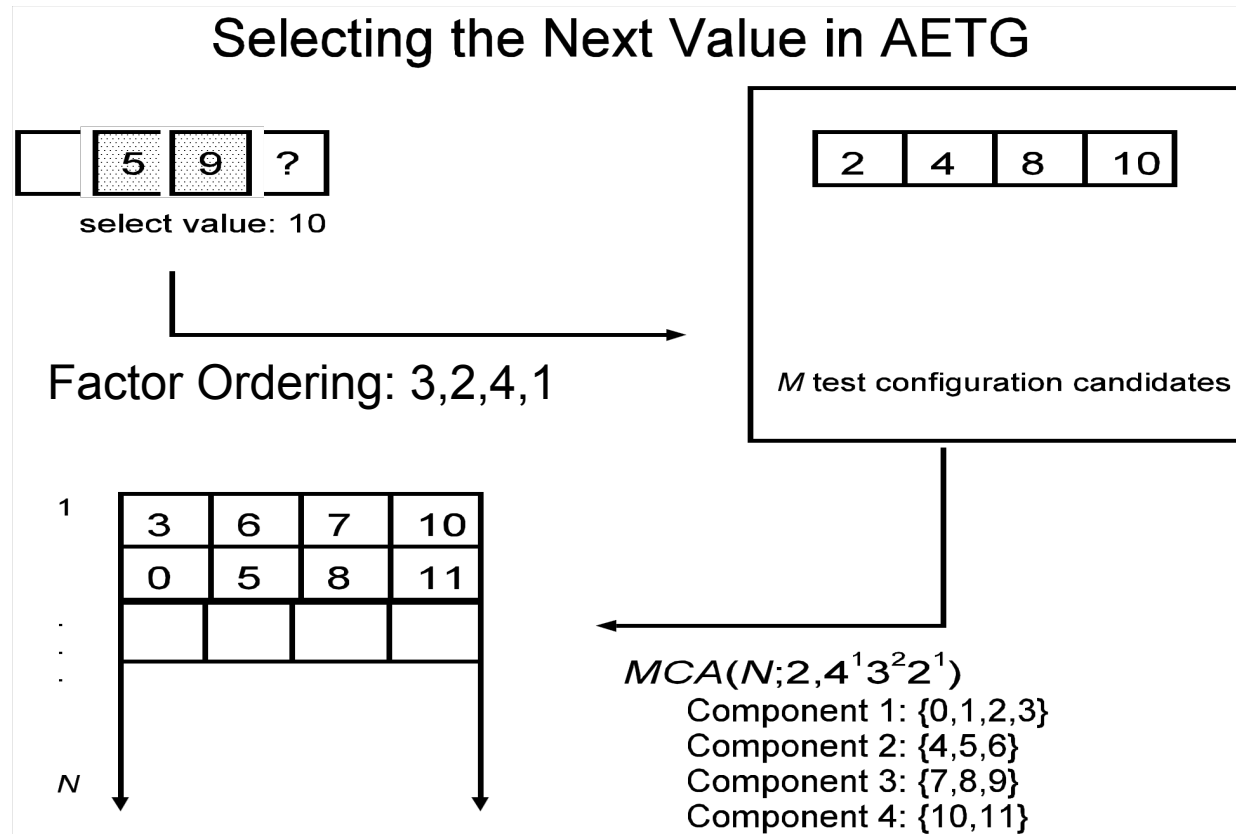 Selecting the Next Value in AETG
5 9 ?
select value: 10
2 4 8 10
Factor Ordering: 3,2,4,1
M test configuration candidates
1 3 6 7 10
0 5 8 11
.
.
.
N
MCA(N;2,4¹3²2¹)
Component 1: {0,1,2,3}
Component 2: {4,5,6}
Component 3: {7,8,9}
Component 4: {10,11}